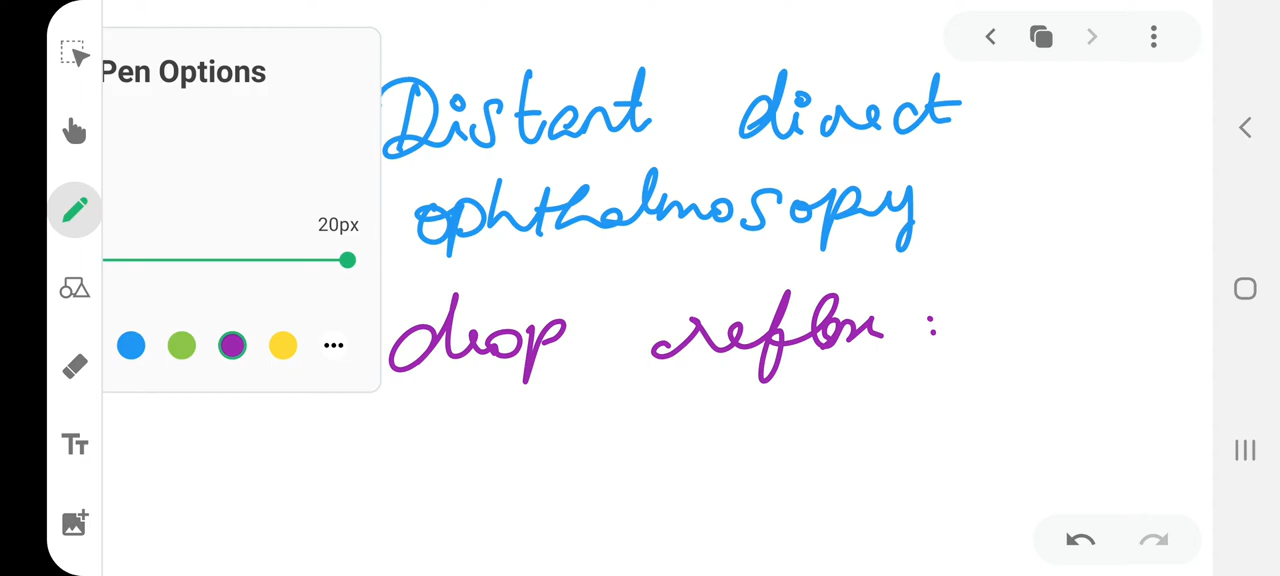 Pen Options
20px
Distant direct
ophthalmosopy
drop reflex :